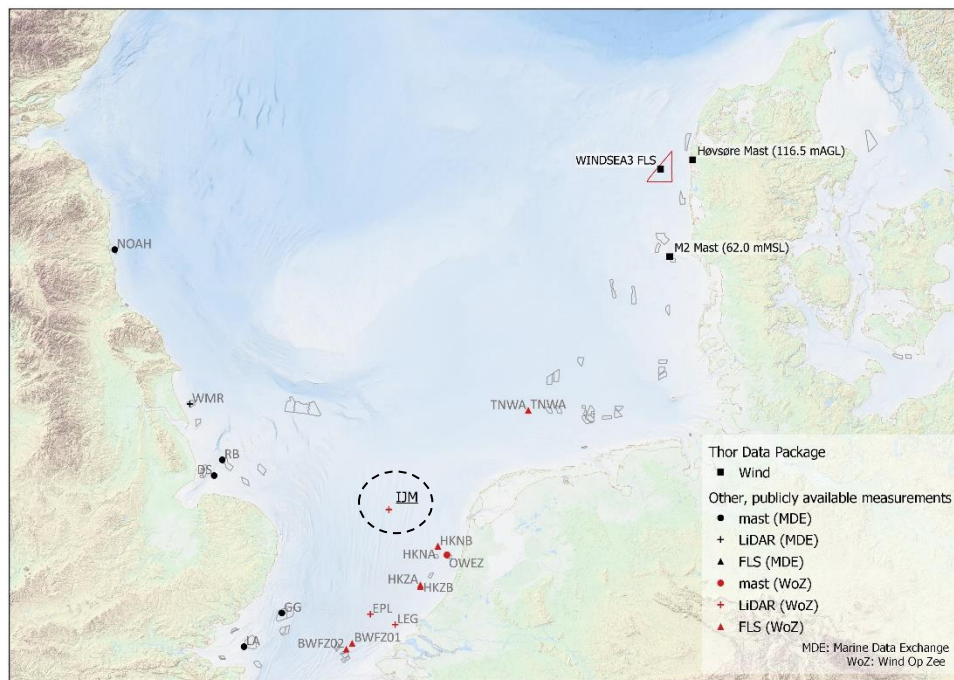 Høvsøre Mast (116.5 mAGL)
WINDSEA3 FLS
NOAH
M2 Mast (62.0 mMSL)
WMR
TNWA TNWA
RB
DS
IJM
HKNB
HKNA
OWEZ
HKZA
HKZB
GG
EPL
LEG
LA
BWFZ01
BWFZ02
Thor Data Package
Wind
Other, publicly available measurements
mast (MDE)
LiDAR (MDE)
FLS (MDE)
mast (WoZ)
LiDAR (WoZ)
FLS (WoZ)
MDE: Marine Data Exchange
WoZ: Wind Op Zee